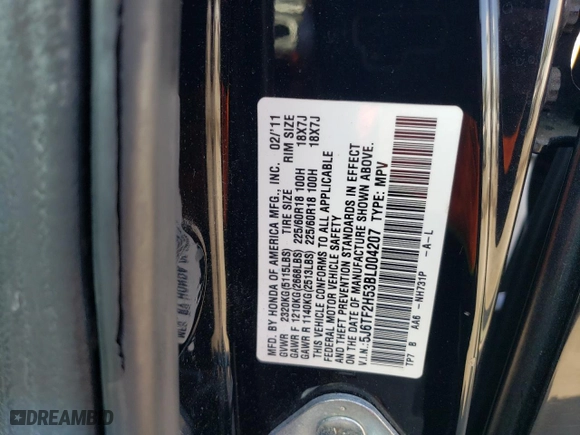 MFD. BY HONDA OF AMERICA MFG., INC. 02/'11
GVWR 2320KG(5115LBS) TIRE SIZE RIM SIZE
GAWR F 1210KG(2668LBS) 225/60R18 100H 18X7J
GAWR R 1140KG(2513LBS) 225/60R18 100H 18X7J
THIS VEHICLE CONFORMS TO ALL APPLICABLE
FEDERAL MOTOR VEHICLE SAFETY
AND THEFT PREVENTION STANDARDS IN EFFECT
ON THE DATE OF MANUFACTURE SHOWN ABOVE.
V.I.N.:5J6TF2H53BL004207 TYPE: MPV
TP7 B AA6 -NH731P -A-L
DREAMBID